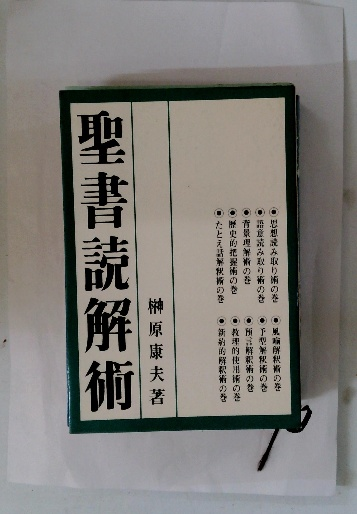 聖書読解術
榊原康夫著
◉思想読み取り術の巻
◉語意読み取り術の巻
◉背景理解術の巻
◉歴史的把握術の巻
◉たとえ話解釈術の巻
◉風喩解釈術の巻
◉予型解釈術の巻
◉預言解釈術の巻
◉教理的使用術の巻
◉新約的解釈術の巻